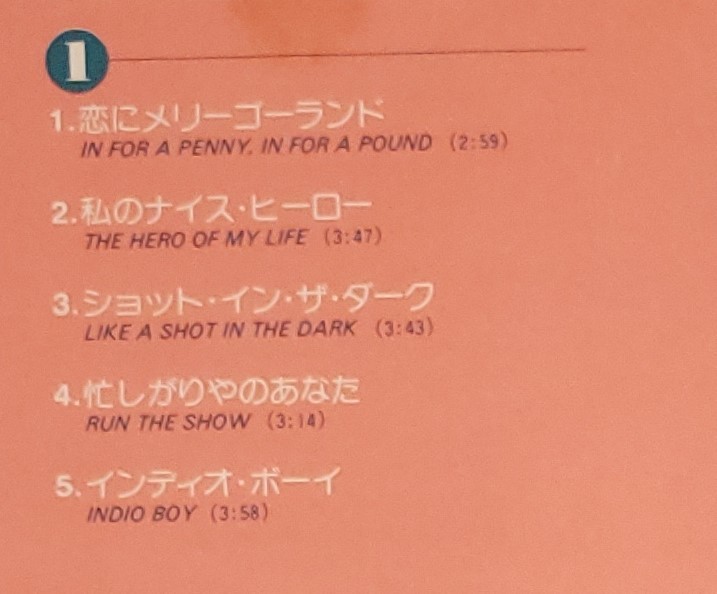 1
1.恋にメリーゴーランド
IN FOR A PENNY, IN FOR A POUND (2:59)
2.私のナイス・ヒーロー
THE HERO OF MY LIFE (3:47)
3.ショット・イン・ザ・ダーク
LIKE A SHOT IN THE DARK (3:43)
4.忙しがりやのあなた
RUN THE SHOW (3:14)
5.インディオ・ボーイ
INDIO BOY (3:58)